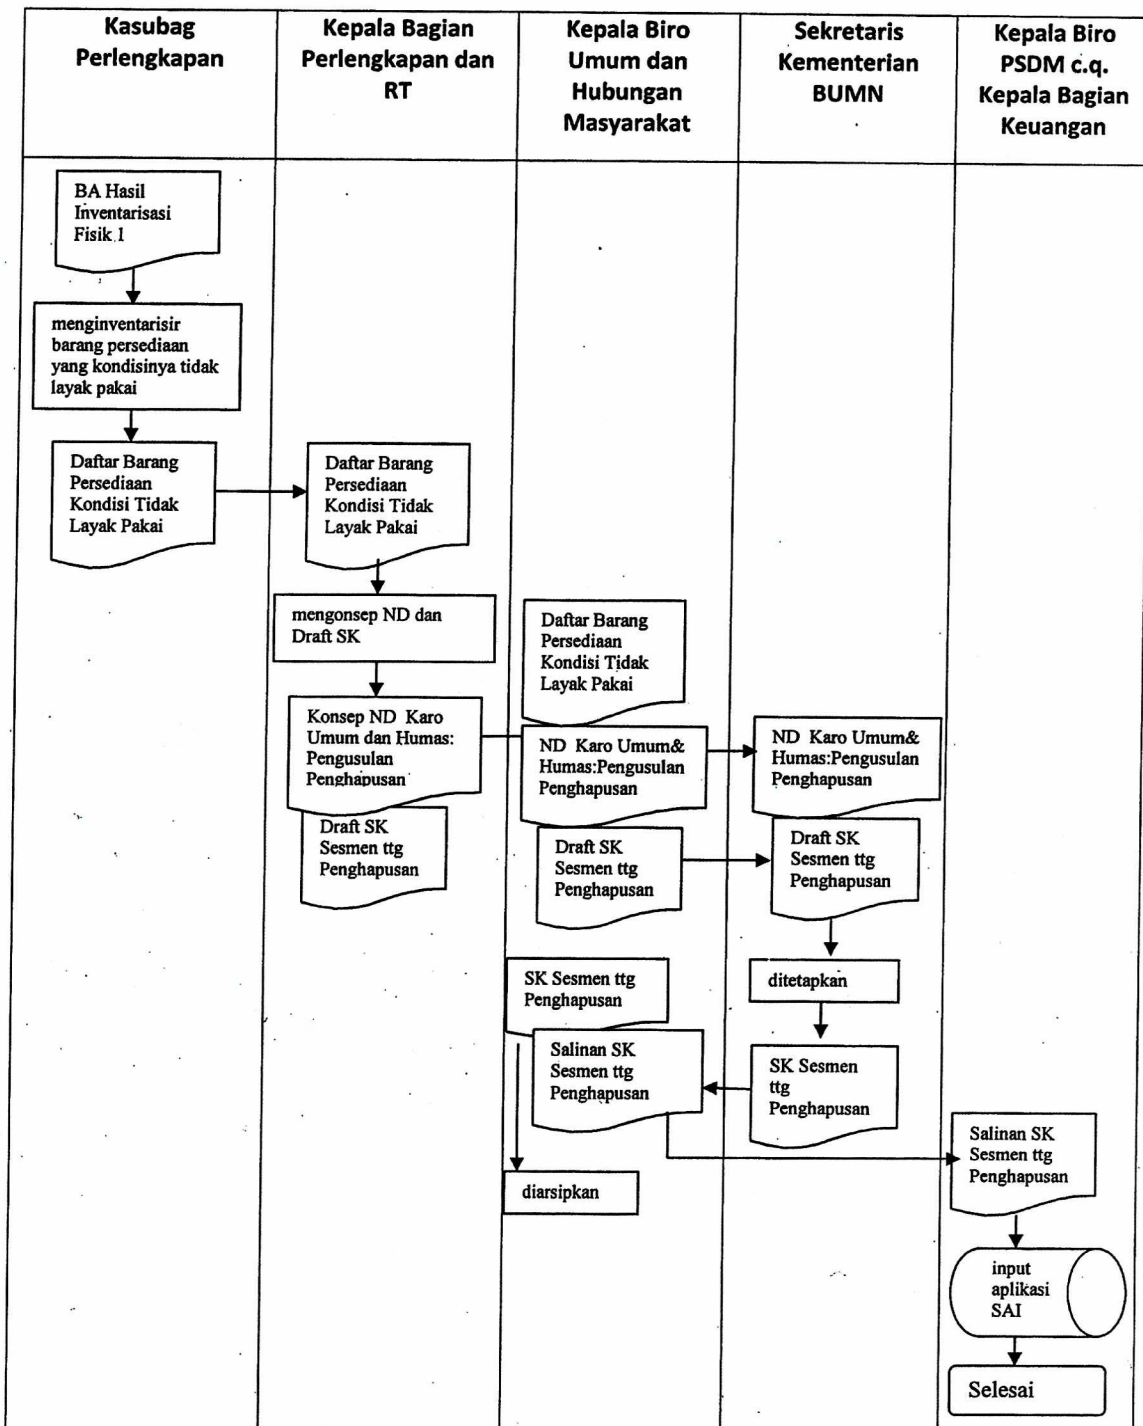 Kasubag
Perlengkapan
Kepala Bagian
Perlengkapan dan
RT
Kepala Biro
Umum dan
Hubungan
Masyarakat
Sekretaris
Kementerian
BUMN
Kepala Biro
PSDM c.q.
Kepala Bagian
Keuangan
BA Hasil
Inventarisasi
Fisik 1
menginventarisir
barang persediaan
yang kondisinya tidak
layak pakai
Daftar Barang
Persediaan
Kondisi Tidak
Layak Pakai
Daftar Barang
Persediaan
Kondisi Tidak
Layak Pakai
mengonsep ND dan
Draft SK
Konsep ND Karo
Umum dan Humas:
Pengusulan
Penghapusan
Draft SK
Sesmen ttg
Penghapusan
Daftar Barang
Persediaan
Kondisi Tidak
Layak Pakai
ND Karo Umum&
Humas:Pengusulan
Penghapusan
Draft SK
Sesmen ttg
Penghapusan
ND Karo Umum&
Humas:Pengusulan
Penghapusan
Draft SK
Sesmen ttg
Penghapusan
ditetapkan
SK Sesmen
ttg
Penghapusan
SK Sesmen ttg
Penghapusan
Salinan SK
Sesmen ttg
Penghapusan
diarsipkan
Salinan SK
Sesmen ttg
Penghapusan
input
aplikasi
SAI
Selesai